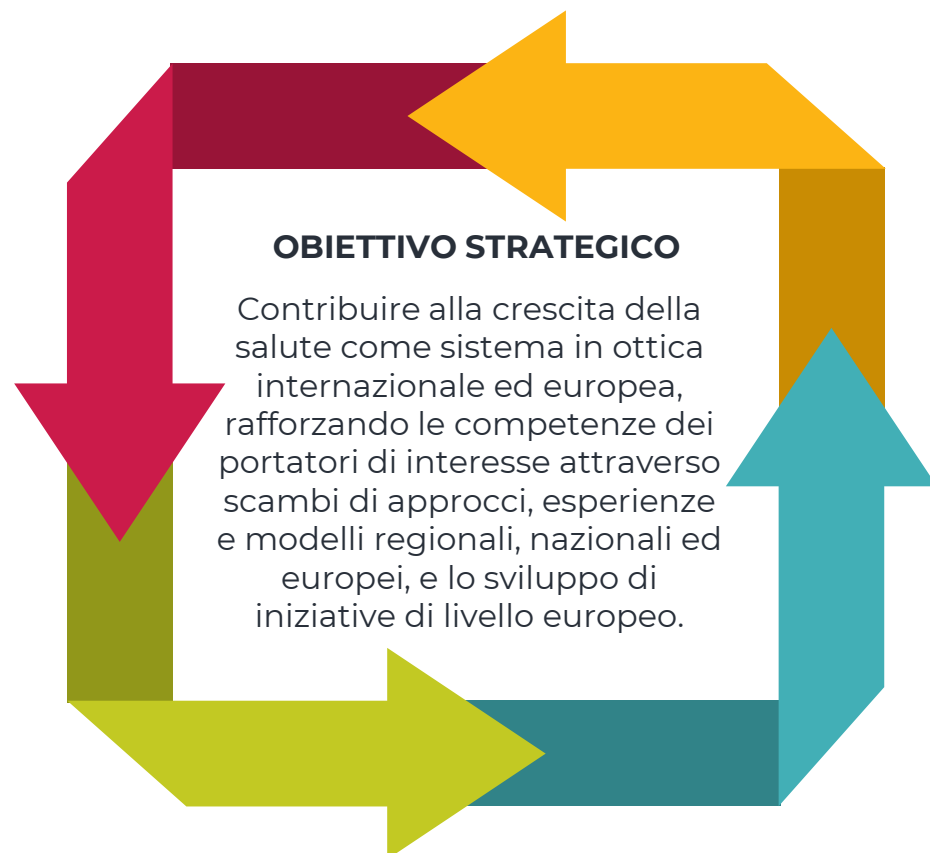 OBIETTIVO STRATEGICO
Contribuire alla crescita della
salute come sistema in ottica
internazionale ed europea,
rafforzando le competenze dei
portatori di interesse attraverso
scambi di approcci, esperienze
e modelli regionali, nazionali ed
europei, e lo sviluppo di
iniziative di livello europeo.